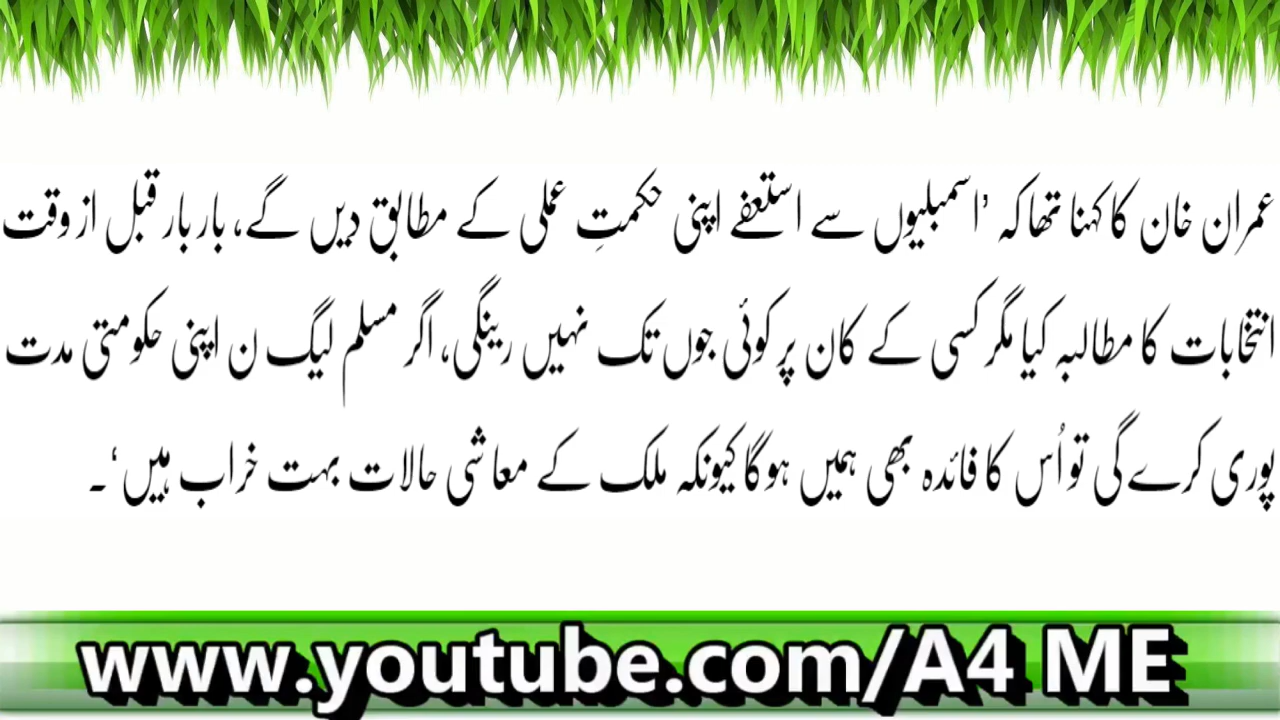 عمران خان کا کہنا تھا کہ ’اسمبلیوں سے استعفے اپنی حکمتِ عملی کے مطابق دیں گے، بار بار قبل از وقت
انتخابات کا مطالبہ کیا مگر کسی کے کان پر کوئی جوں تک نہیں رینگی، اگر مسلم لیگ ن اپنی حکومتی مدت
پوری کرے گی تو اُس کا فائدہ بھی ہمیں ہوگا کیونکہ ملک کے معاشی حالات بہت خراب ہیں‘۔
www.youtube.com/A4 ME